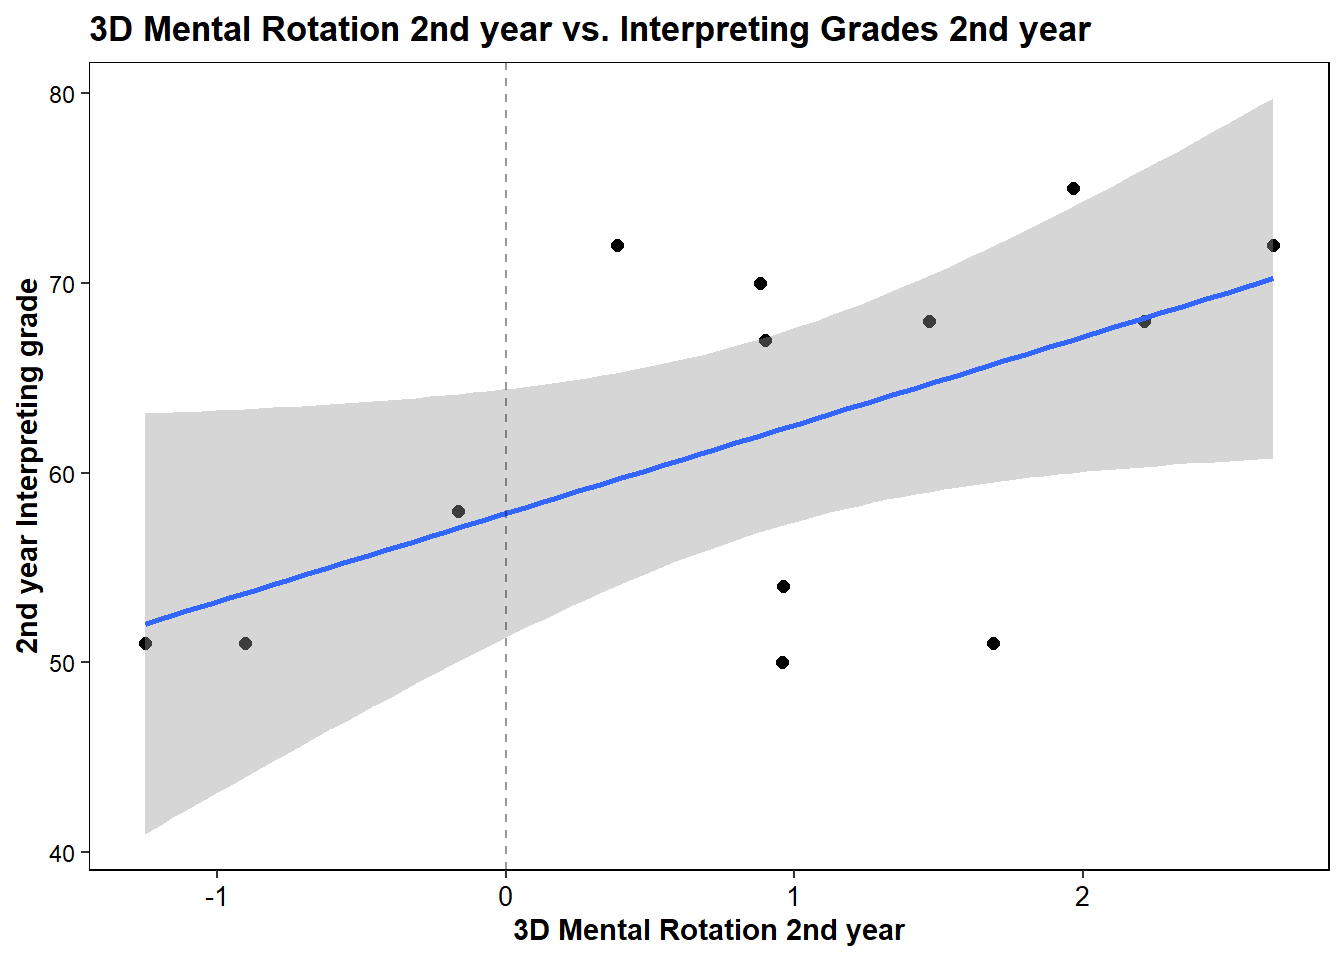 3D Mental Rotation 2nd year vs. Interpreting Grades 2nd year
80
70
60
50
40
2nd year Interpreting grade
-1 0 1 2
3D Mental Rotation 2nd year